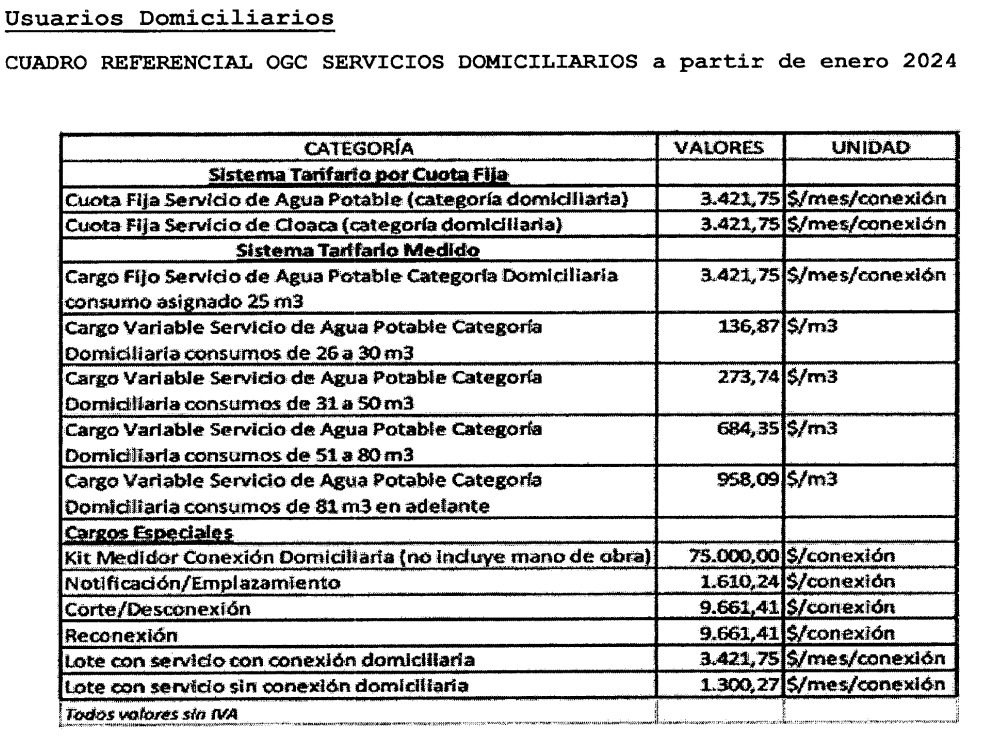 Usuarios Domiciliarios
CUADRO REFERENCIAL OGC SERVICIOS DOMICILIARIOS a partir de enero 2024
CATEGORÍA VALORES UNIDAD
Sistema Tarifario por Cuota Fija
Cuota Fija Servicio de Agua Potable (categoría domiciliaria) 3.421,75 $/mes/conexión
Cuota Fija Servicio de Cloaca (categoría domiciliaria) 3.421,75 $/mes/conexión
Sistema Tarifario Medido
Cargo Fijo Servicio de Agua Potable Categoría Domiciliaria 3.421,75 $/mes/conexión
consumo asignado 25 m3
Cargo Variable Servicio de Agua Potable Categoría 136,87 $/m3
Domiciliaria consumos de 26 a 30 m3
Cargo Variable Servicio de Agua Potable Categoría 273,74 $/m3
Domiciliaria consumos de 31 a 50 m3
Cargo Variable Servicio de Agua Potable Categoría 684,35 $/m3
Domiciliaria consumos de 51 a 80 m3
Cargo Variable Servicio de Agua Potable Categoría 958,09 $/m3
Domiciliaria consumos de 81 m3 en adelante
Cargos Especiales
Kit Medidor Conexión Domiciliaria (no incluye mano de obra) 75.000,00 $/conexión
Notificación/Emplazamiento 1.610,24 $/conexión
Corte/Desconexión 9.661,41 $/conexión
Reconexión 9.661,41 $/conexión
Lote con servicio con conexión domiciliaria 3.421,75 $/mes/conexión
Lote con servicio sin conexión domiciliaria 1.300,27 $/mes/conexión
Todos valores sin IVA